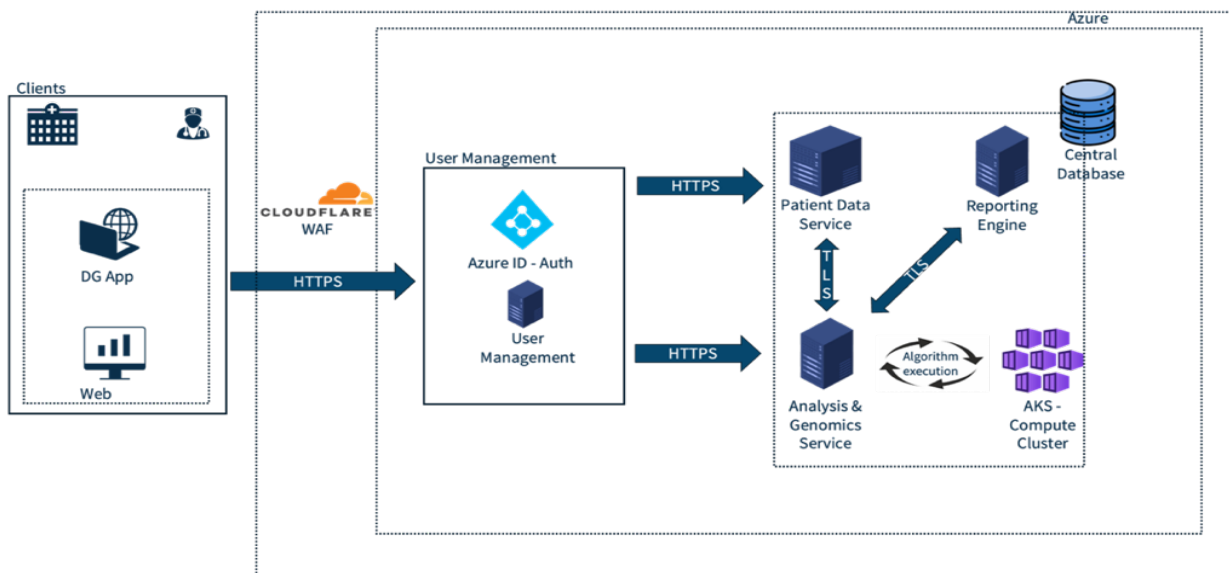 Azure
Clients
DG App
Web
CLOUDFLARE
WAF
HTTPS
User Management
Azure ID - Auth
User
Management
HTTPS
HTTPS
Patient Data
Service
Reporting
Engine
Central
Database
TLS
TLS
Analysis &
Genomics
Service
Algorithm
execution
AKS -
Compute
Cluster